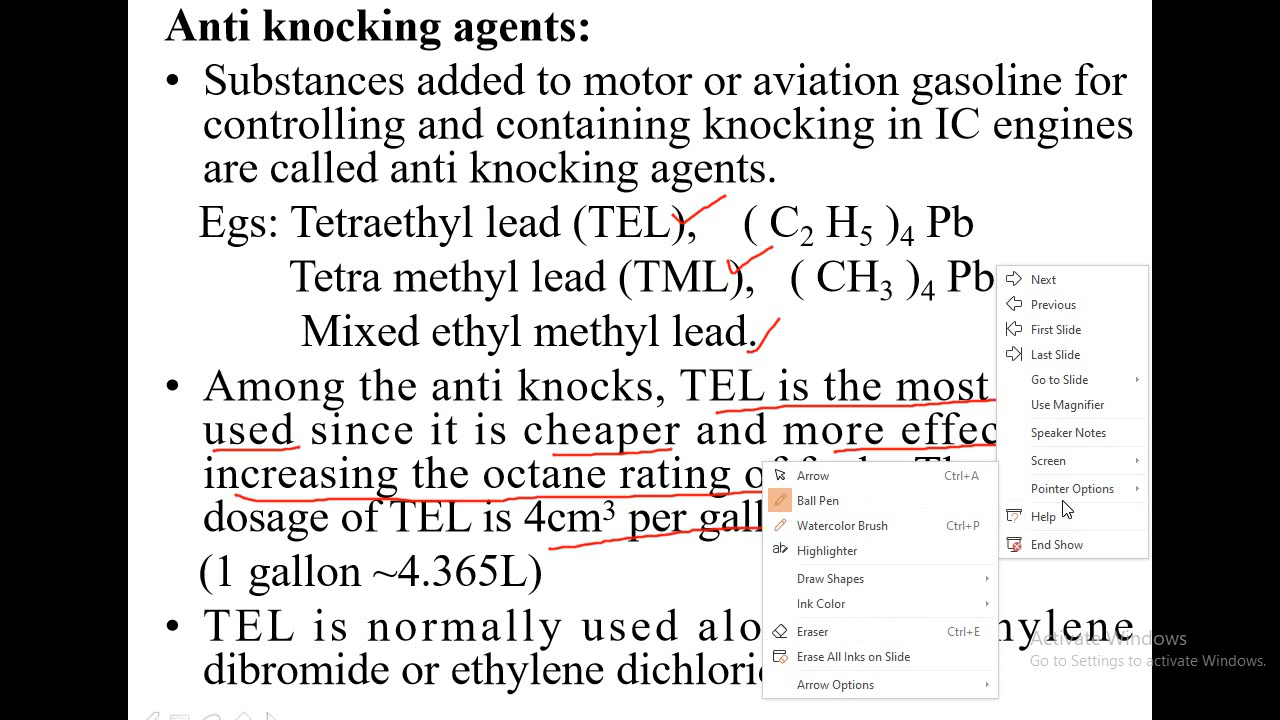 Anti knocking agents:
• Substances added to motor or aviation gasoline for
controlling and containing knocking in IC engines
are called anti knocking agents.
Egs: Tetraethyl lead (TEL), ( C2 H5 )4 Pb
Tetra methyl lead (TML), ( CH3 )4 Pb
Mixed ethyl methyl lead.
• Among the anti knocks, TEL is the most
used since it is cheaper and more effec
increasing the octane rating
dosage of TEL is 4cm³ per gall
(1 gallon ~4.365L)
• TEL is normally used alo hylene
dibromide or ethylene dichlori
Next
Previous
First Slide
Last Slide
Go to Slide
Use Magnifier
Speaker Notes
Screen
Pointer Options
Help
End Show
Arrow Ctrl+A
Ball Pen
Watercolor Brush Ctrl+P
Highlighter
Draw Shapes
Ink Color
Eraser Ctrl+E
Erase All Inks on Slide
Arrow Options
Activate Windows
Go to Settings to activate Windows.